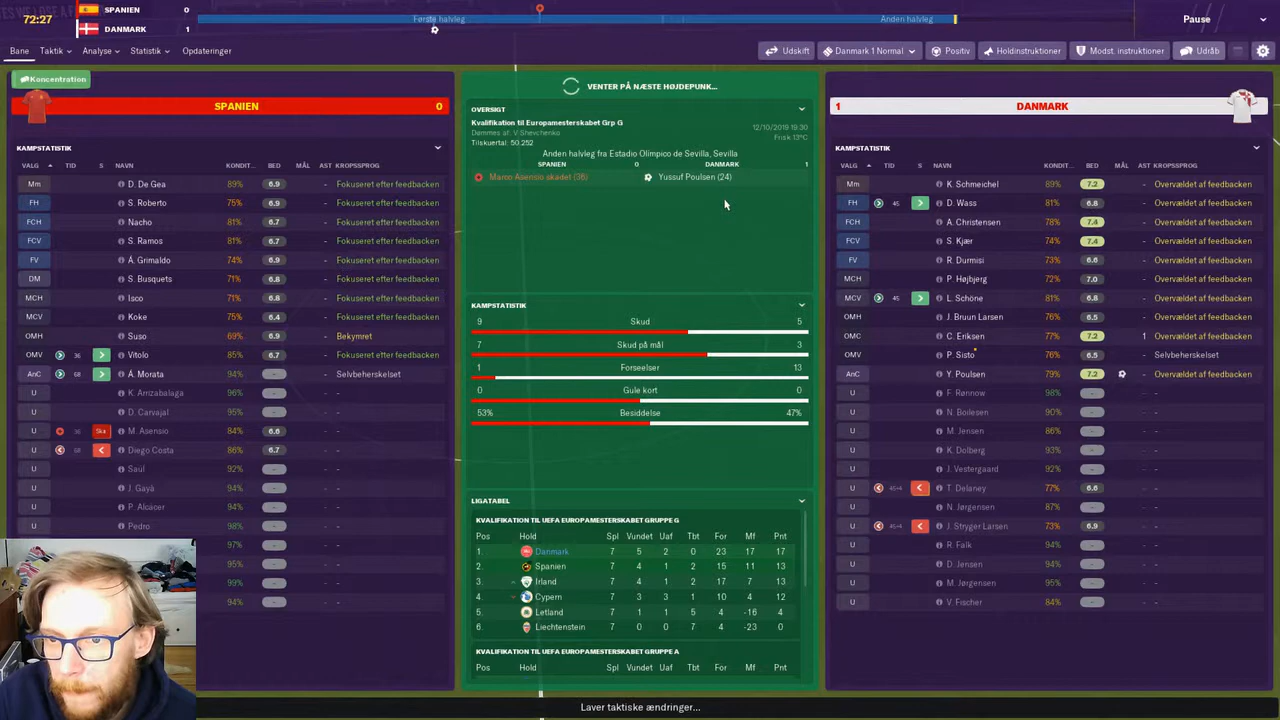 72:27
SPANIEN 0
DANMARK 1
Første halvleg
Anden halvleg
Pause
Bane
Taktik
Analyse
Statistik
Opdateringer
Udskift
Danmark 1 Normal
Positiv
Holdinstruktioner
Modst. instruktioner
Udråb
Koncentration
SPANIEN 0
KAMPSTATISTIK
VALG TID S NAVN KONDIT... BED MÅL AST KROPSSPROG
Mm D. De Gea 89% 6.9 - Fokuseret efter feedbacken
FH S. Roberto 75% 6.9 - Fokuseret efter feedbacken
FCH Nacho 81% 6.7 - Fokuseret efter feedbacken
FCV S. Ramos 81% 6.7 - Fokuseret efter feedbacken
FV Á. Grimaldo 74% 6.9 - Fokuseret efter feedbacken
DM S. Busquets 71% 6.8 - Fokuseret efter feedbacken
MCH Isco 71% 6.8 - Fokuseret efter feedbacken
MCV Koke 75% 6.4 - Fokuseret efter feedbacken
OMH Suso 69% 6.9 - Bekymret
OMV 36 Vitolo 85% 6.7 - Fokuseret efter feedbacken
AnC 68 Á. Morata 94% - - Selvbeherskelset
U K. Arrizabalaga 96% - - -
U D. Carvajal 95% - - -
U 36 Ska M. Asensio 84% 6.6 - -
U 68 Diego Costa 86% 6.7 - -
U Saúl 92% - - -
U J. Gayà 94% - - -
U P. Alcácer 94% - - -
U Pedro 98% - - -
97% - - -
95% - - -
99% - - -
94% - - -
VENTER PÅ NÆSTE HØJDEPUNK...
OVERSIGT
Kvalifikation til Europamesterskabet Grp G
Dømmes af: V Shevchenko
Tilskuertal: 50.252
12/10/2019 19.30
Frisk 13°C
Anden halvleg fra Estadio Olímpico de Sevilla, Sevilla
SPANIEN 0 DANMARK 1
Marco Asensio skadet (36) Yussuf Poulsen (24)
KAMPSTATISTIK
9 Skud 5
7 Skud på mål 3
1 Forseelser 13
0 Gule kort 0
53% Besiddelse 47%
LIGATABEL
KVALIFIKATION TIL UEFA EUROPAMESTERSKABET GRUPPE G
Pos Hold Spl Vundet Uaf Tbt For Mf Pnt
1. Danmark 7 5 2 0 23 17 17
2. Spanien 7 4 1 2 15 11 13
3. Irland 7 4 1 2 17 7 13
4. Cypern 7 3 3 1 10 4 12
5. Letland 7 1 1 5 4 -16 4
6. Liechtenstein 7 0 0 7 4 -23 0
KVALIFIKATION TIL UEFA EUROPAMESTERSKABET GRUPPE A
Pos Hold Spl Vundet Uaf Tbt For Mf Pnt
1 DANMARK
KAMPSTATISTIK
VALG TID S NAVN KONDIT... BED MÅL AST KROPSSPROG
Mm K. Schmeichel 89% 7.2 - Overvældet af feedbacken
FH 45 D. Wass 81% 6.8 - Overvældet af feedbacken
FCH A. Christensen 78% 7.4 - Overvældet af feedbacken
FCV S. Kjær 74% 7.4 - Overvældet af feedbacken
FV R. Durmisi 73% 6.6 - Overvældet af feedbacken
MCH P. Højbjerg 72% 7.0 - Overvældet af feedbacken
MCV 45 L. Schöne 81% 6.8 - Overvældet af feedbacken
OMH J. Bruun Larsen 76% 6.5 - Overvældet af feedbacken
OMC C. Eriksen 77% 7.2 1 Overvældet af feedbacken
OMV P. Sisto 76% 6.5 - Selvbeherskelset
AnC Y. Poulsen 79% 7.2 - Overvældet af feedbacken
U F. Rønnow 98% - - -
U N. Boilesen 90% - - -
U M. Jensen 86% - - -
U K. Dolberg 93% - - -
U J. Vestergaard 92% - - -
U 45+4 T. Delaney 77% 6.6 - -
U N. Jørgensen 87% - - -
U 45+4 J. Stryger Larsen 73% 6.9 - -
U R. Falk 94% - - -
U D. Jensen 94% - - -
U M. Jørgensen 95% - - -
U V. Fischer 84% - - -
Laver taktiske ændringer...